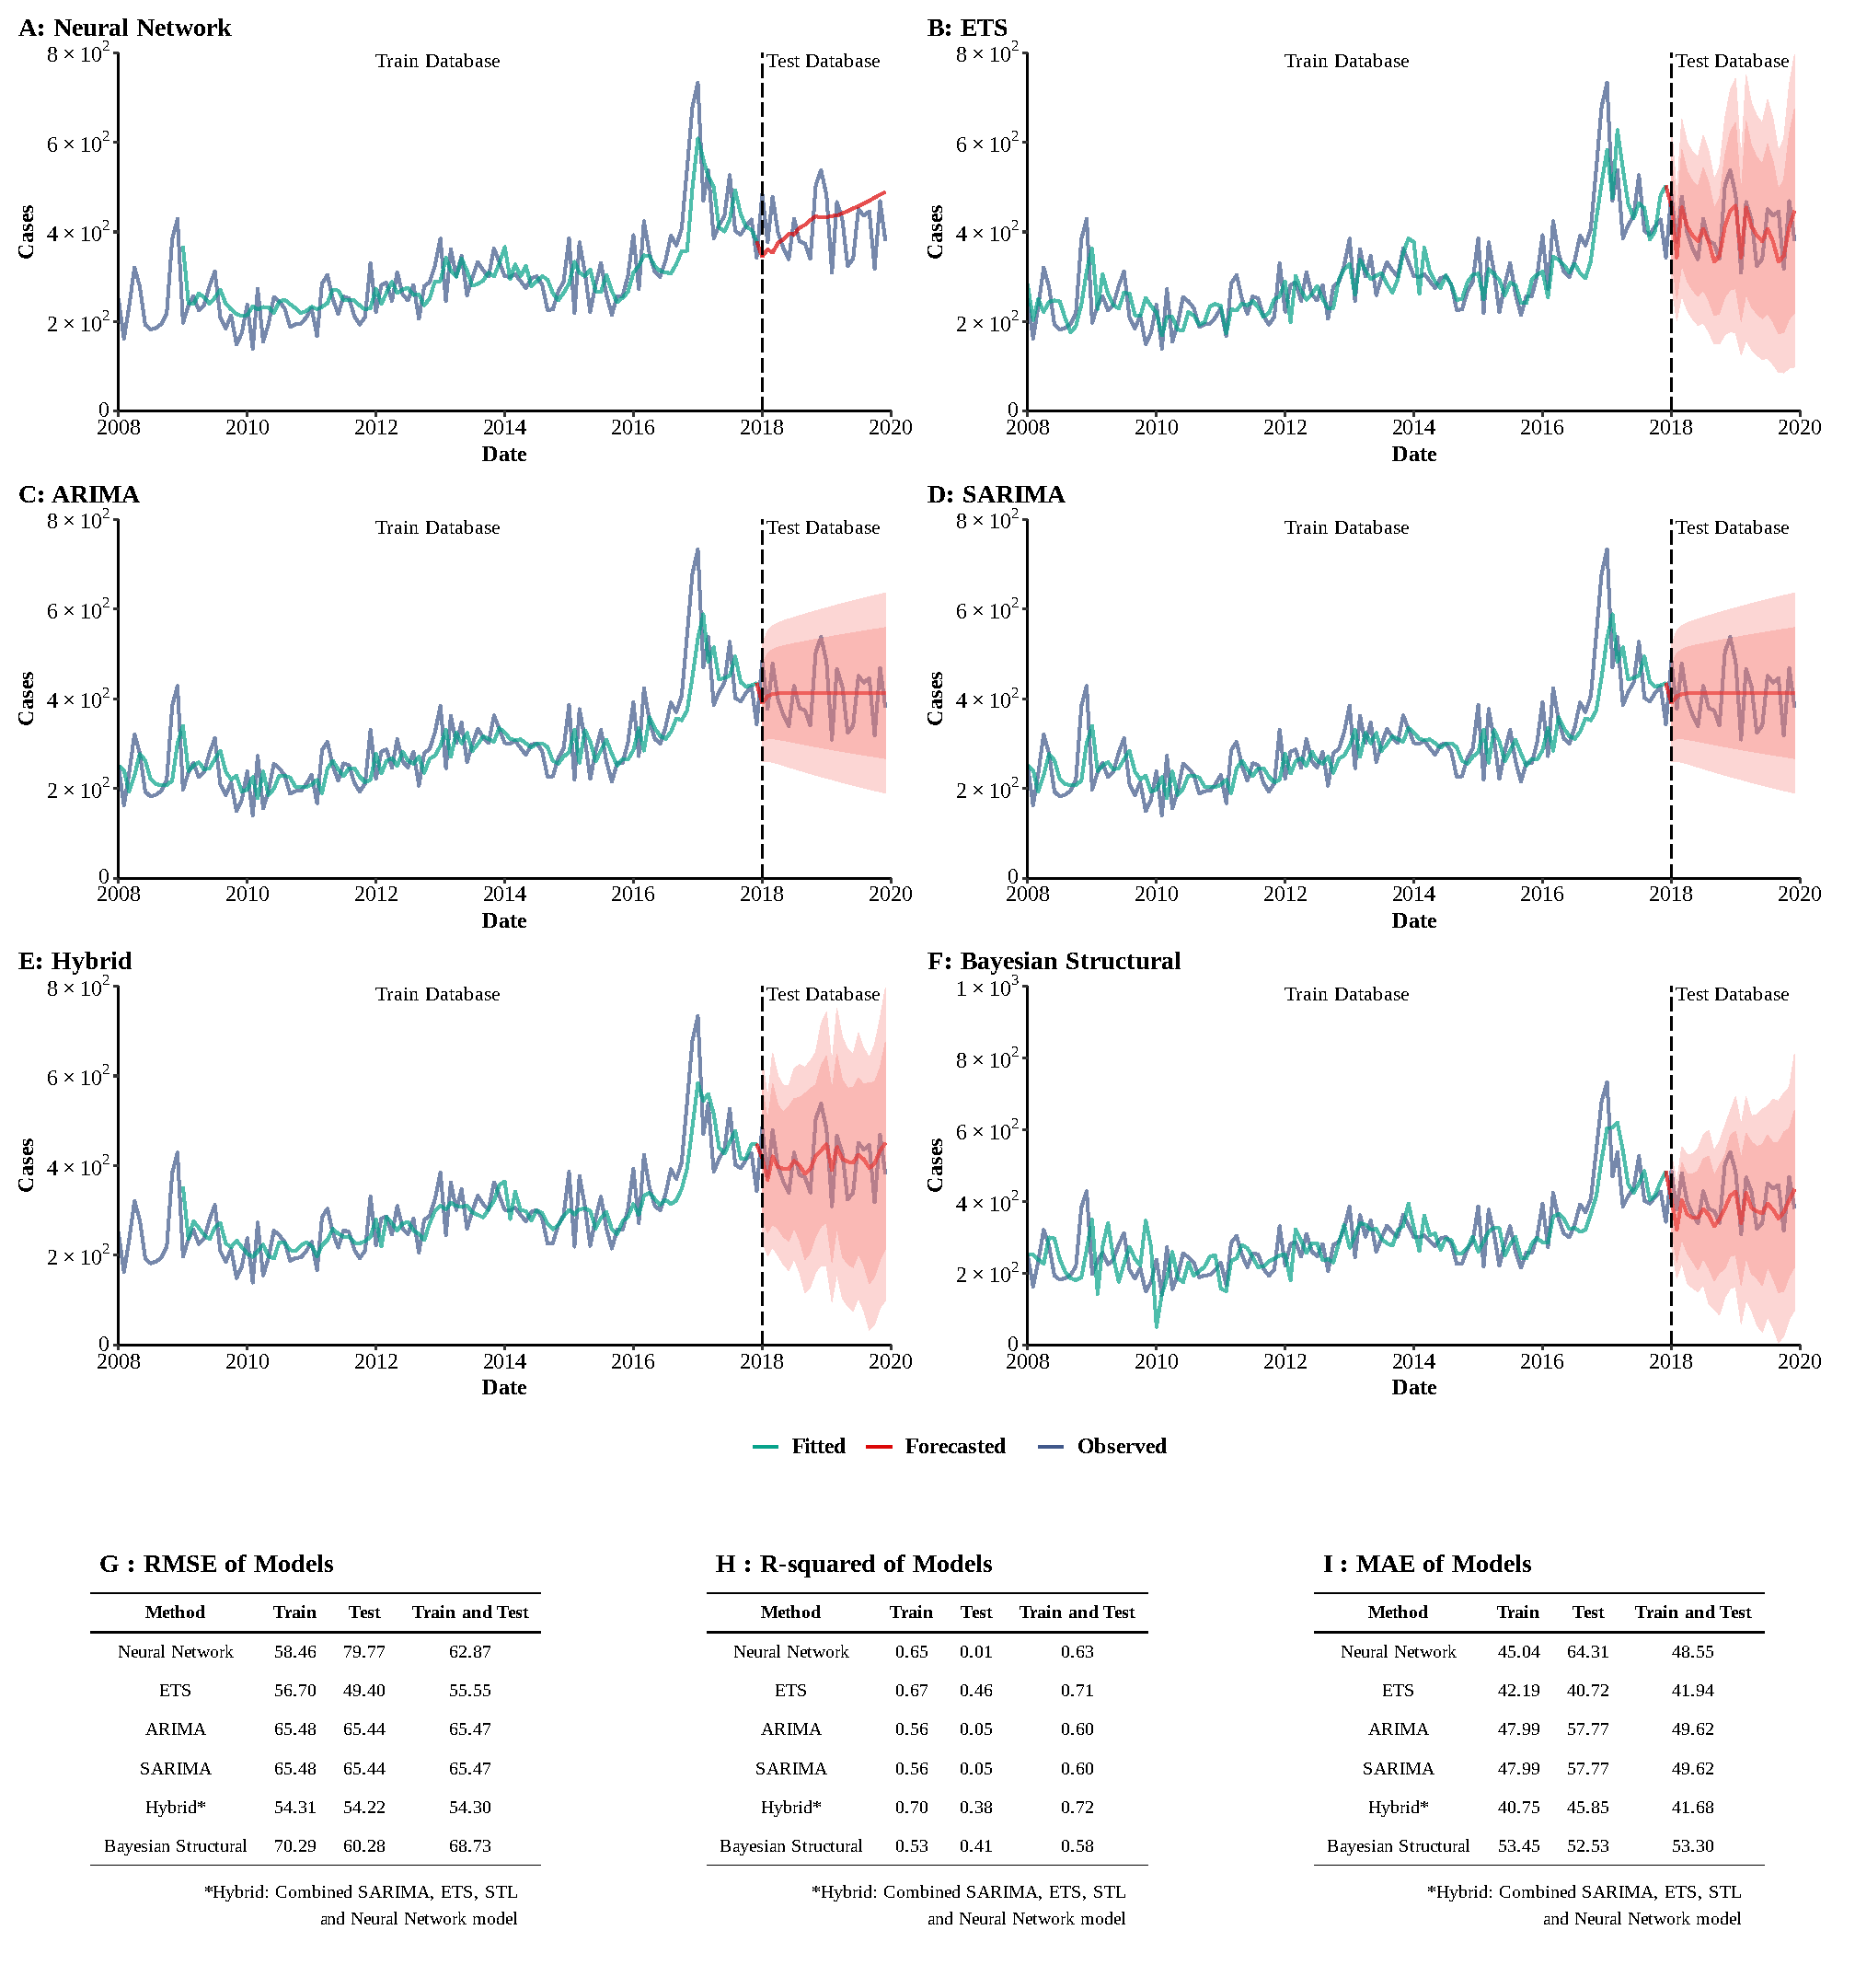 A: Neural Network
8 × 10²
6 × 10²
4 × 10²
2 × 10²
0
Cases
Train Database
Test Database
2008 2010 2012 2014 2016 2018 2020
Date
B: ETS
8 × 10²
6 × 10²
4 × 10²
2 × 10²
0
Cases
Train Database
Test Database
2008 2010 2012 2014 2016 2018 2020
Date
C: ARIMA
8 × 10²
6 × 10²
4 × 10²
2 × 10²
0
Cases
Train Database
Test Database
2008 2010 2012 2014 2016 2018 2020
Date
D: SARIMA
8 × 10²
6 × 10²
4 × 10²
2 × 10²
0
Cases
Train Database
Test Database
2008 2010 2012 2014 2016 2018 2020
Date
E: Hybrid
8 × 10²
6 × 10²
4 × 10²
2 × 10²
0
Cases
Train Database
Test Database
2008 2010 2012 2014 2016 2018 2020
Date
F: Bayesian Structural
1 × 10³
8 × 10²
6 × 10²
4 × 10²
2 × 10²
0
Cases
Train Database
Test Database
2008 2010 2012 2014 2016 2018 2020
Date
Fitted Forecasted Observed
G : RMSE of Models
Method Train Test Train and Test
Neural Network 58.46 79.77 62.87
ETS 56.70 49.40 55.55
ARIMA 65.48 65.44 65.47
SARIMA 65.48 65.44 65.47
Hybrid* 54.31 54.22 54.30
Bayesian Structural 70.29 60.28 68.73
*Hybrid: Combined SARIMA, ETS, STL
and Neural Network model
H : R-squared of Models
Method Train Test Train and Test
Neural Network 0.65 0.01 0.63
ETS 0.67 0.46 0.71
ARIMA 0.56 0.05 0.60
SARIMA 0.56 0.05 0.60
Hybrid* 0.70 0.38 0.72
Bayesian Structural 0.53 0.41 0.58
*Hybrid: Combined SARIMA, ETS, STL
and Neural Network model
I : MAE of Models
Method Train Test Train and Test
Neural Network 45.04 64.31 48.55
ETS 42.19 40.72 41.94
ARIMA 47.99 57.77 49.62
SARIMA 47.99 57.77 49.62
Hybrid* 40.75 45.85 41.68
Bayesian Structural 53.45 52.53 53.30
*Hybrid: Combined SARIMA, ETS, STL
and Neural Network model